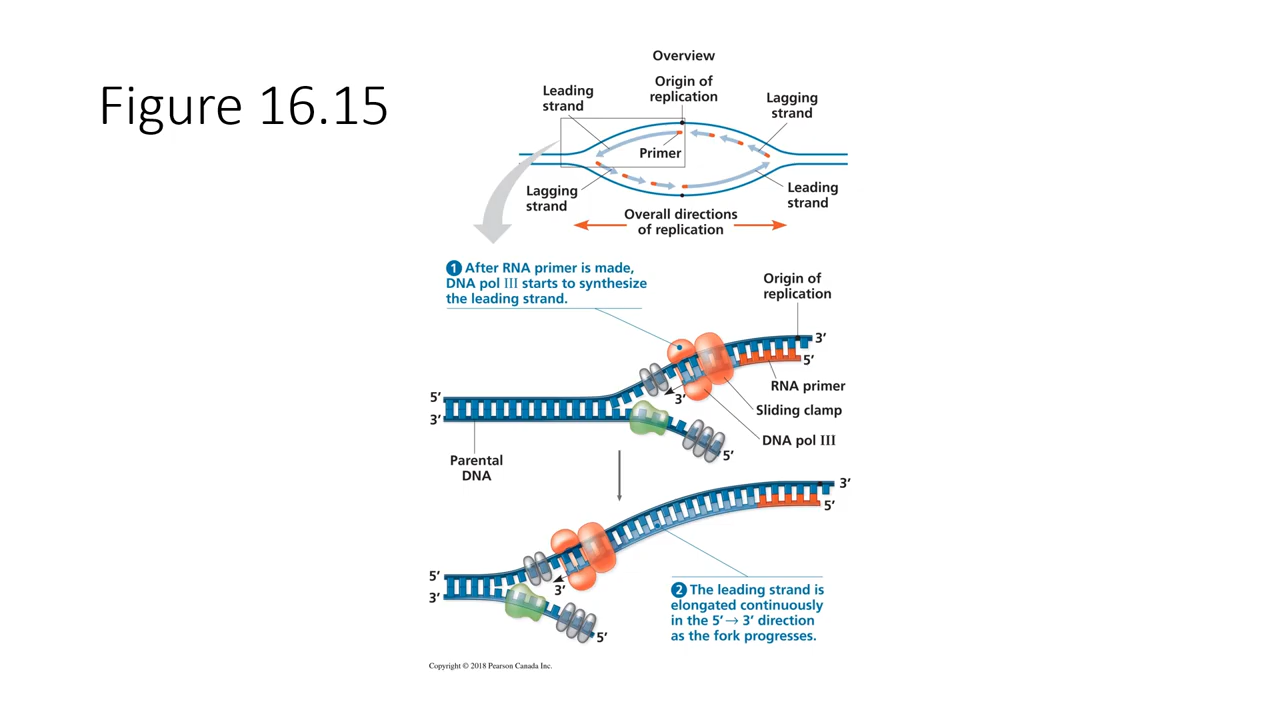 Figure 16.15
Overview
Origin of
replication
Leading
strand
Lagging
strand
Primer
Lagging
strand
Leading
strand
Overall directions
of replication
1 After RNA primer is made,
DNA pol III starts to synthesize
the leading strand.
Origin of
replication
3′
5′
RNA primer
Sliding clamp
DNA pol III
5′
3′
3′
5′
Parental
DNA
3′
5′
5′
3′
3′
5′
2 The leading strand is
elongated continuously
in the 5′ → 3′ direction
as the fork progresses.
Copyright © 2018 Pearson Canada Inc.